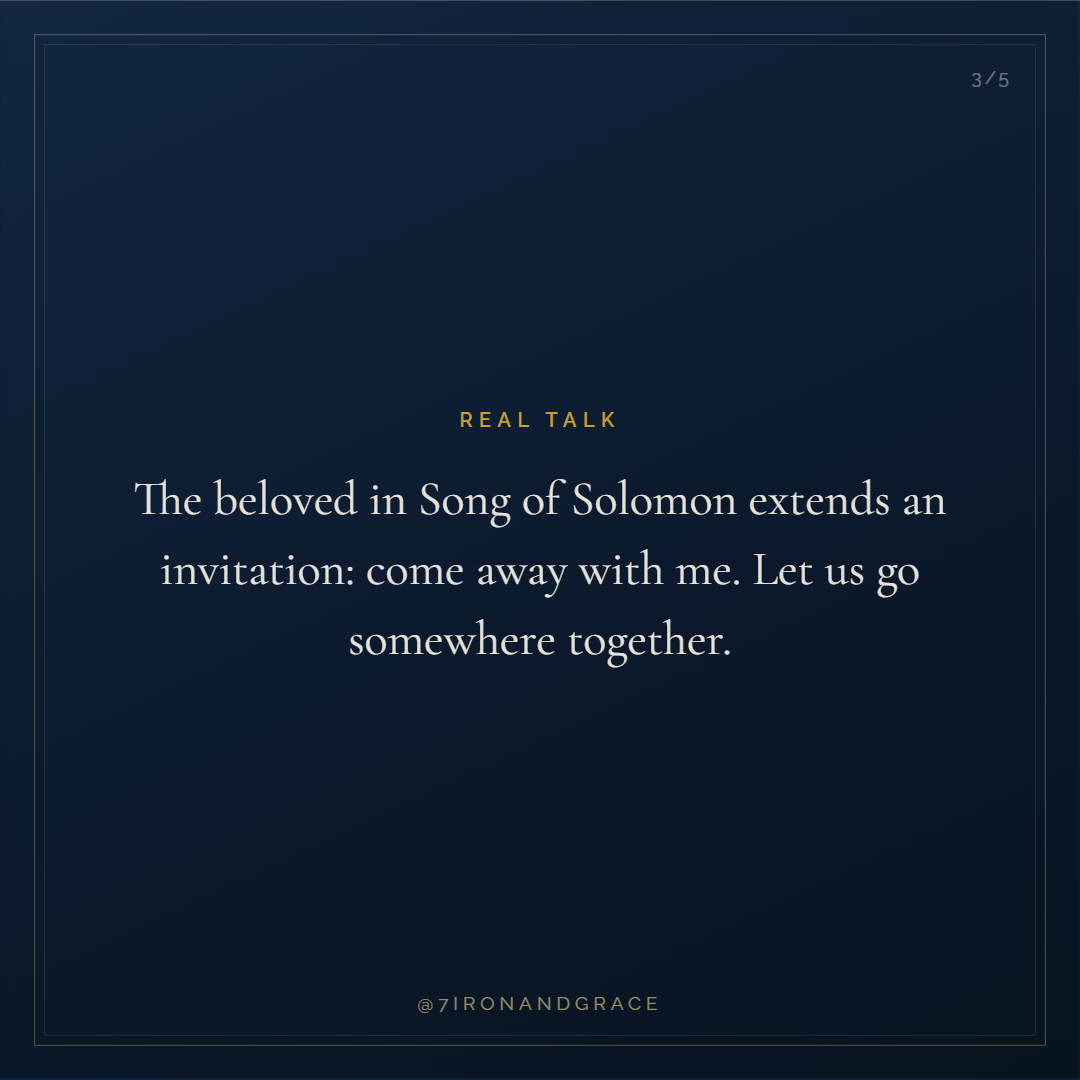 3/5
REAL TALK
The beloved in Song of Solomon extends an
invitation: come away with me. Let us go
somewhere together.
@7IRONANDGRACE